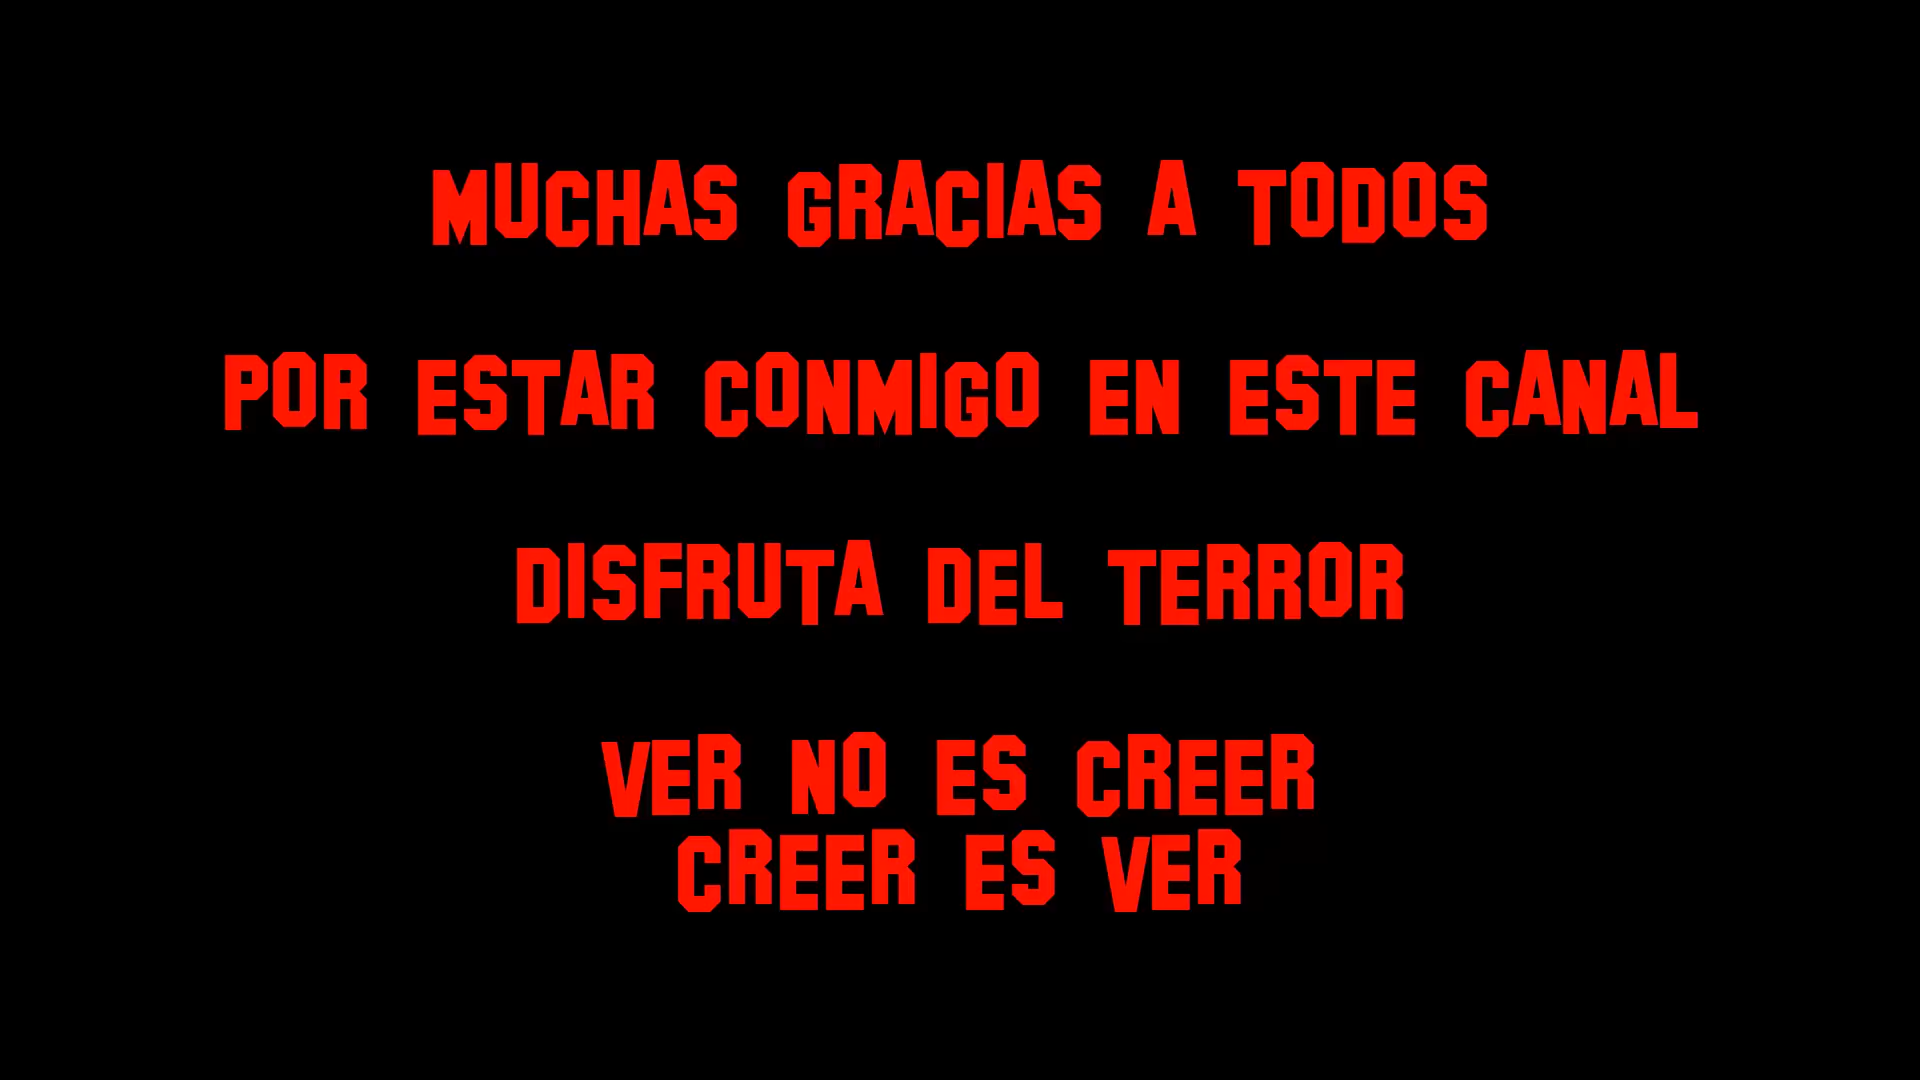 MUCHAS GRACIAS A TODOS
POR ESTAR CONMIGO EN ESTE CANAL
DISFRUTA DEL TERROR
VER NO ES CREER
CREER ES VER